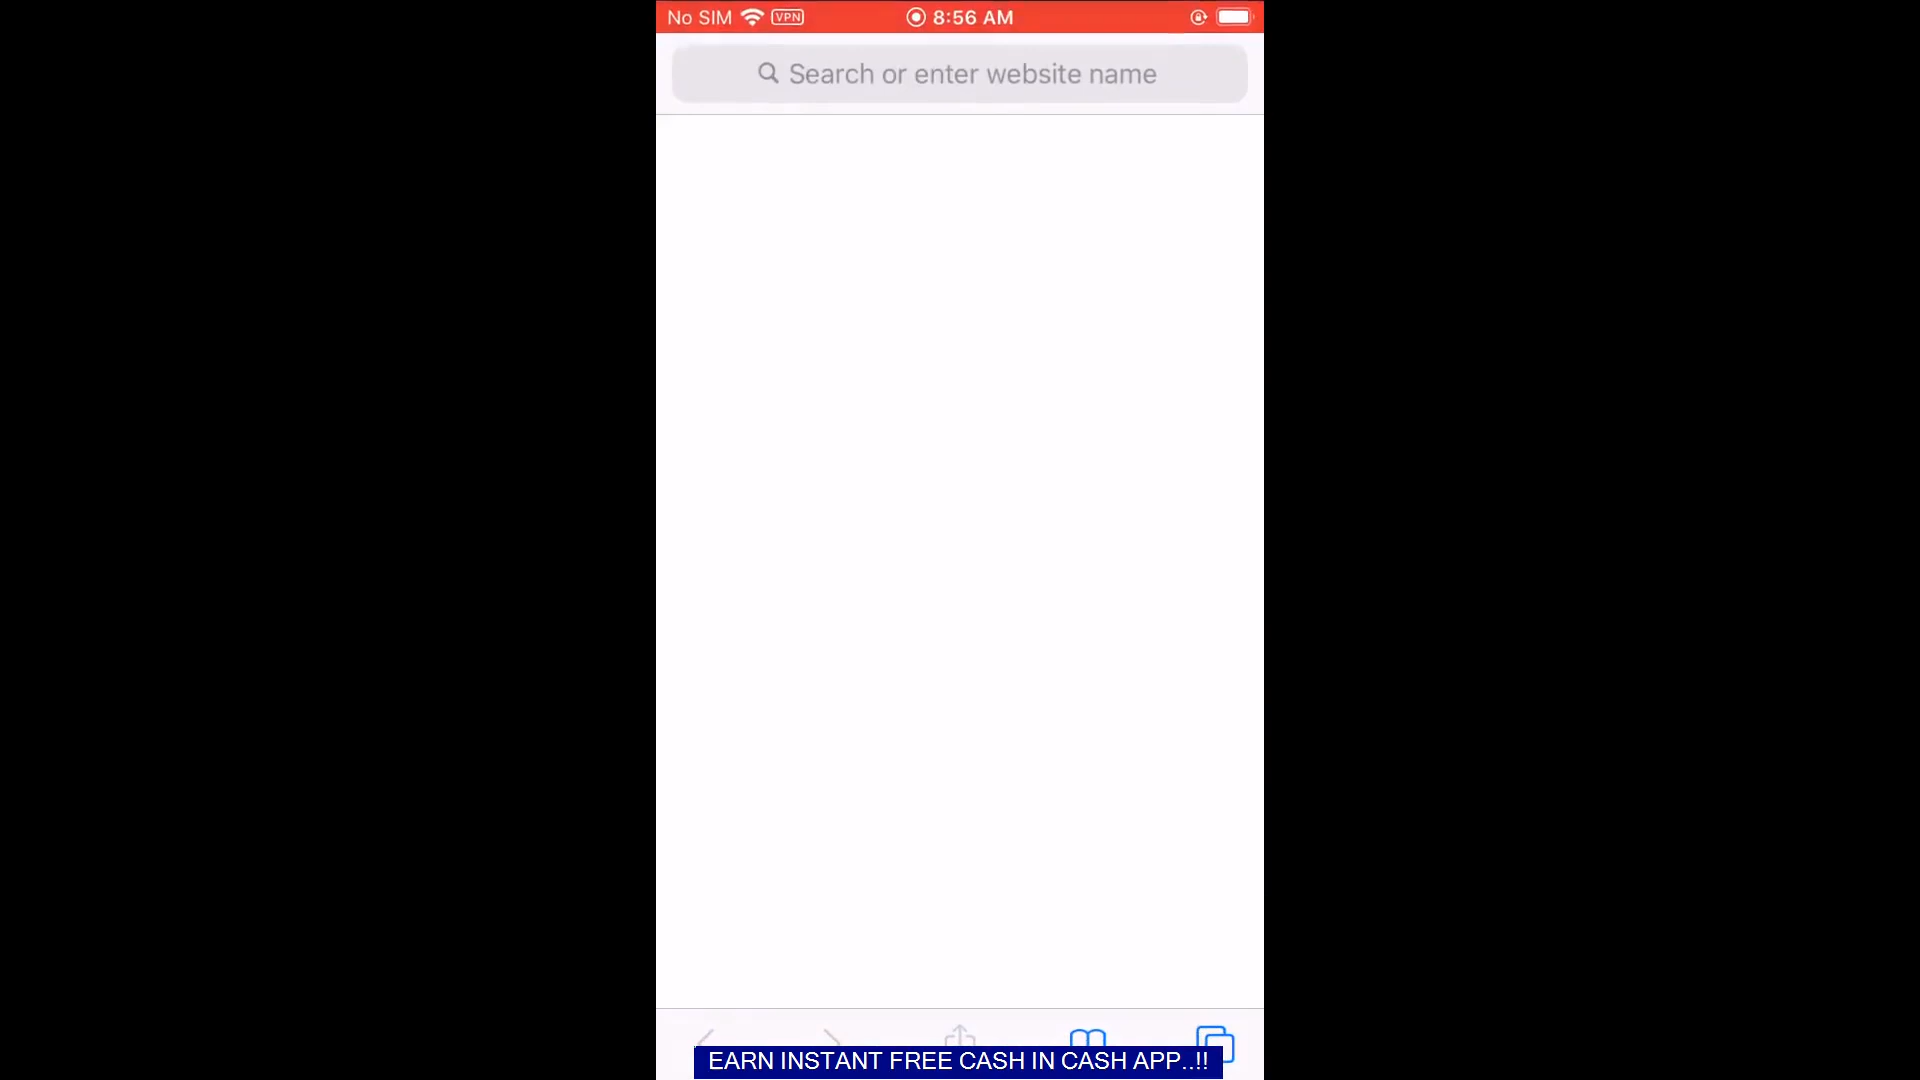 No SIM VPN 8:56 AM
Search or enter website name
EARN INSTANT FREE CASH IN CASH APP..!!